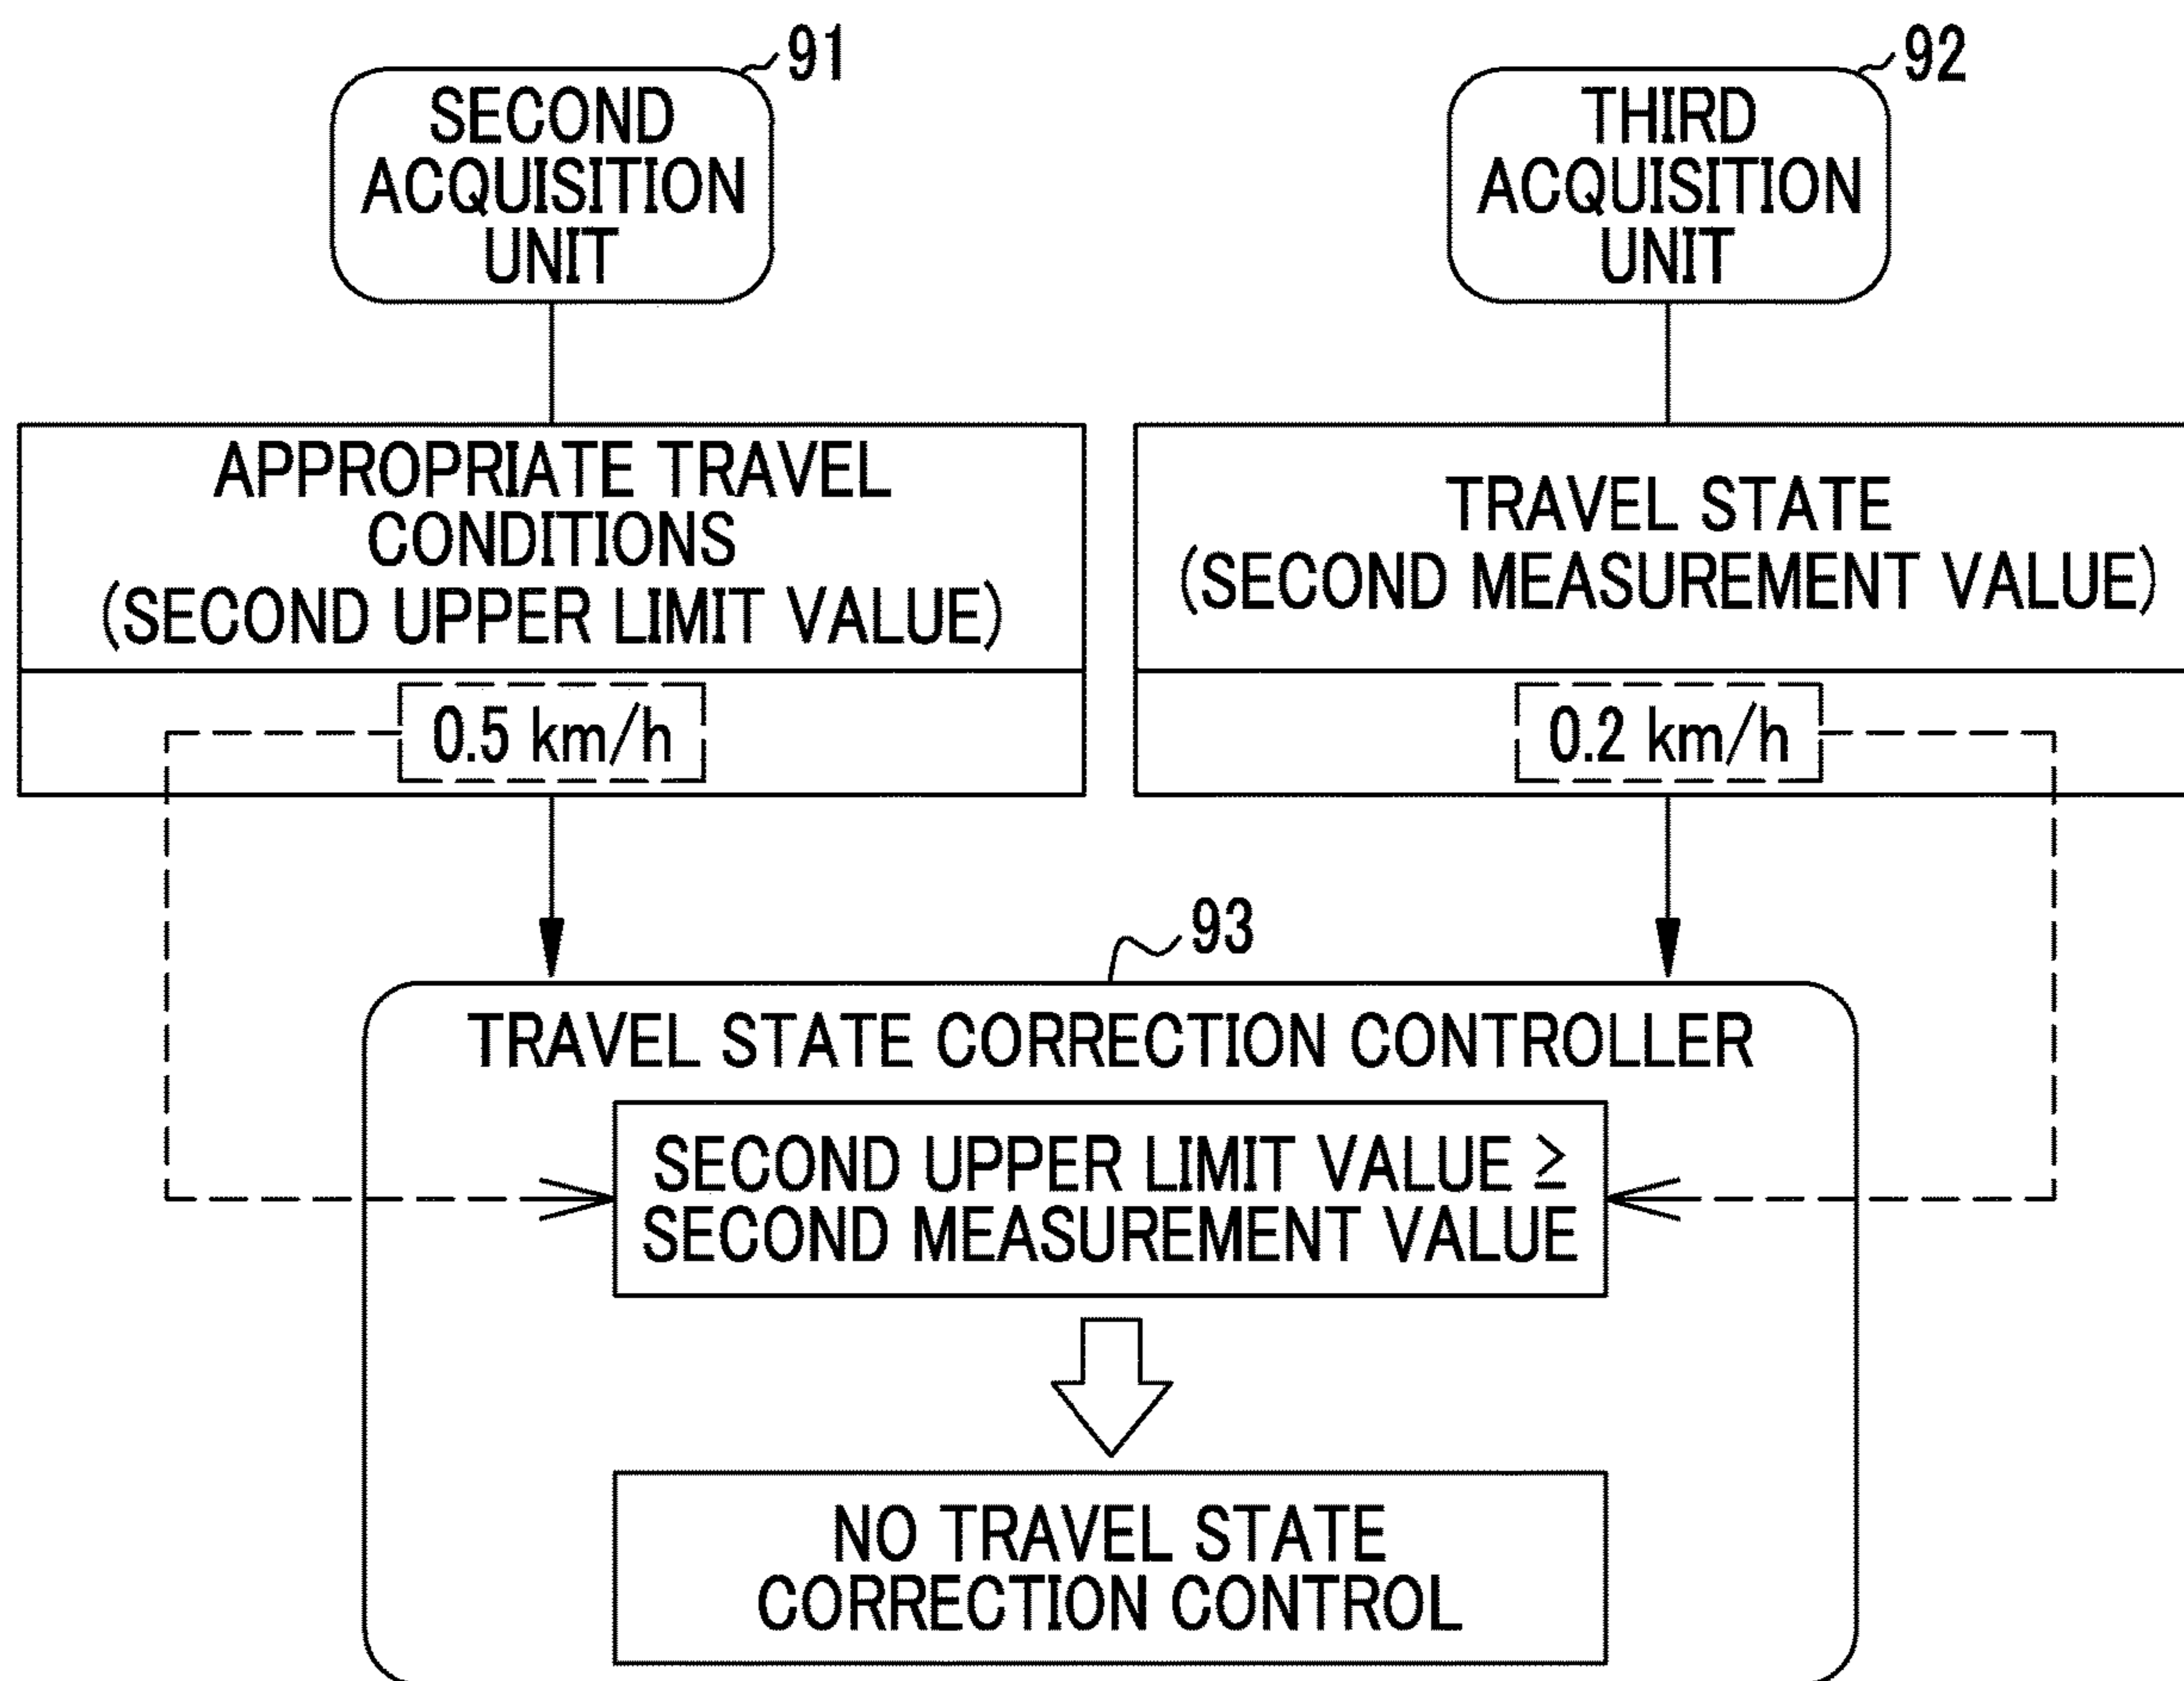 91
SECOND
ACQUISITION
UNIT
92
THIRD
ACQUISITION
UNIT
APPROPRIATE TRAVEL
CONDITIONS
(SECOND UPPER LIMIT VALUE)
0.5 km/h
TRAVEL STATE
(SECOND MEASUREMENT VALUE)
0.2 km/h
93
TRAVEL STATE CORRECTION CONTROLLER
SECOND UPPER LIMIT VALUE ≥
SECOND MEASUREMENT VALUE
NO TRAVEL STATE
CORRECTION CONTROL